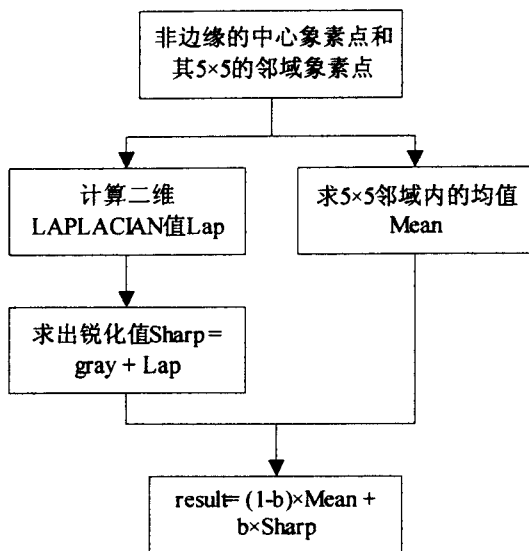 非边缘的中心象素点和
其5×5的邻域象素点
计算二维
LAPLACIAN值Lap
求5×5邻域内的均值
Mean
求出锐化值Sharp=
gray + Lap
result= (1-b)×Mean +
b×Sharp